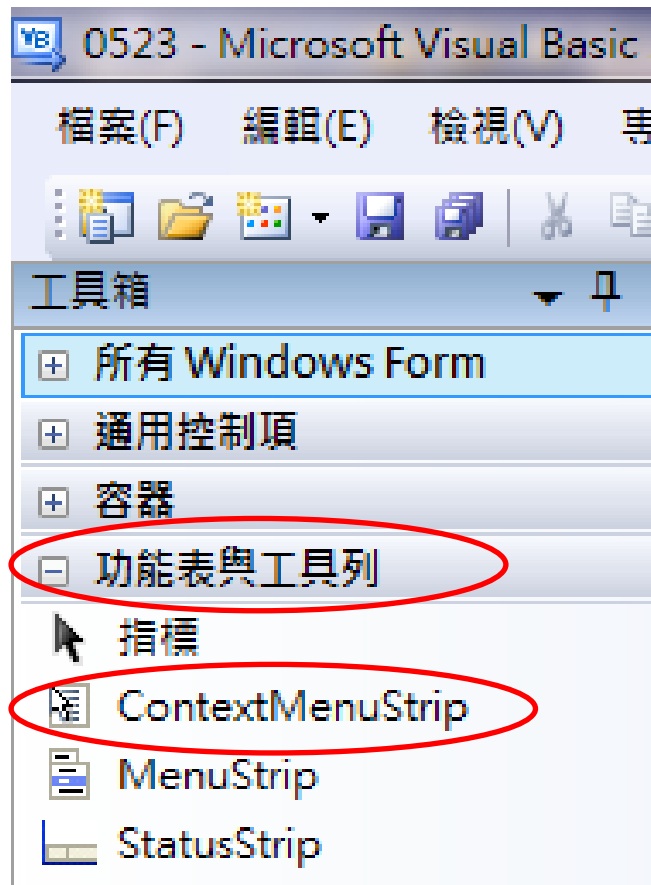 0523 - Microsoft Visual Basic
檔案(F) 編輯(E) 檢視(V) 專
工具箱
所有 Windows Form
通用控制項
容器
功能表與工具列
指標
ContextMenuStrip
MenuStrip
StatusStrip